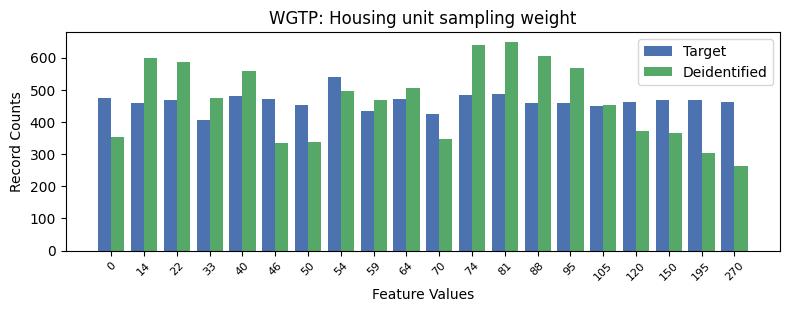 WGTP: Housing unit sampling weight
Target
Deidentified
Record Counts
600
500
400
300
200
100
0
0 14 22 33 40 46 50 54 59 64 70 74 81 88 95 105 120 150 195 270
Feature Values